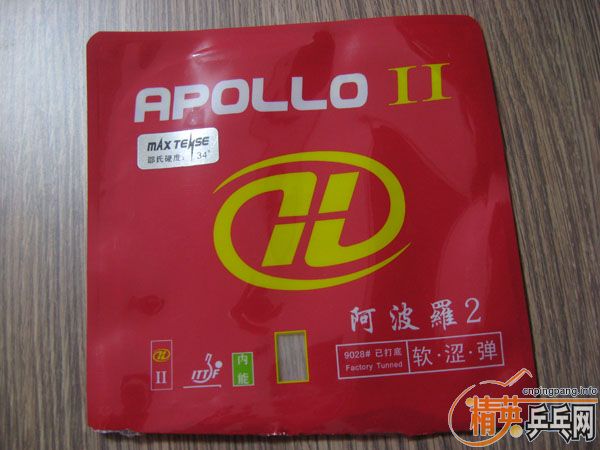 APOLLO II
MAX TENSE
邵氏硬度: 34°
阿波羅2
9028# 已打底
Factory Tunned
软·涩·弹
II
ITTF
内能
cnpingpang.info
精英乒乓网